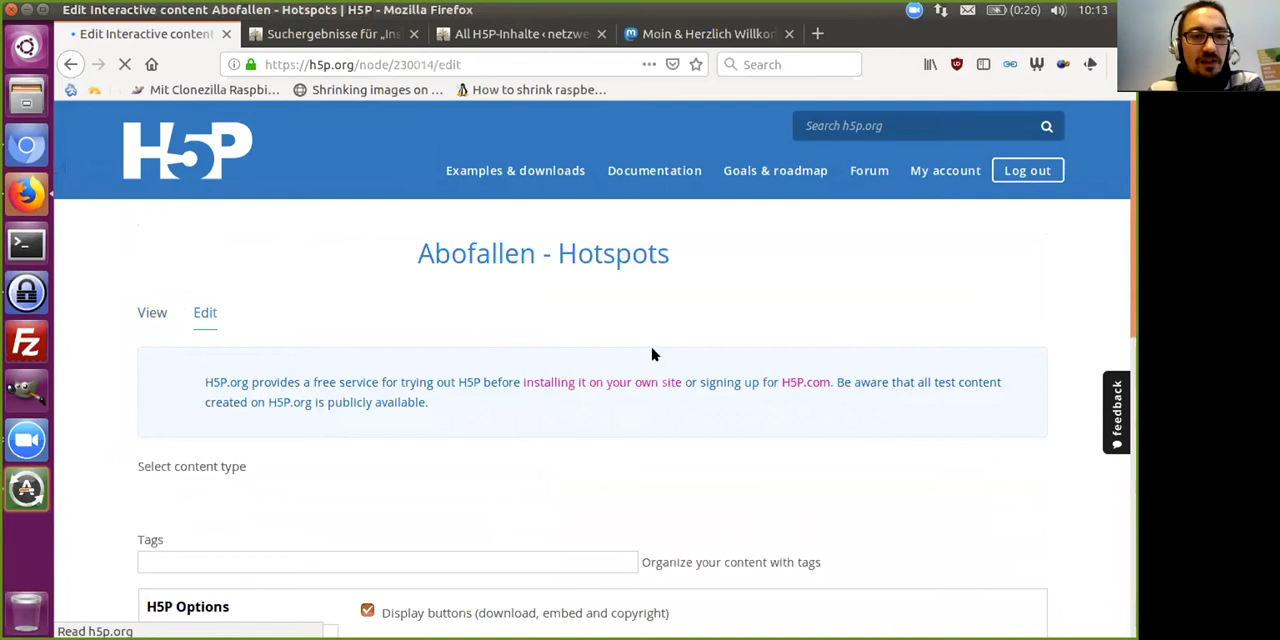 Edit Interactive content Abofallen - Hotspots | H5P - Mozilla Firefox
(0:26)
10:13
Edit Interactive content
Suchergebnisse für „Ins
All H5P-Inhalte ‹ netzwe
Moin & Herzlich Willkor
https://h5p.org/node/230014/edit
Search
Mit Clonezilla Raspbi...
Shrinking images on ...
How to shrink raspbe...
H5P
Search h5p.org
Examples & downloads
Documentation
Goals & roadmap
Forum
My account
Log out
Abofallen - Hotspots
View
Edit
H5P.org provides a free service for trying out H5P before installing it on your own site or signing up for H5P.com. Be aware that all test content
created on H5P.org is publicly available.
feedback
Select content type
Tags
Organize your content with tags
H5P Options
Display buttons (download, embed and copyright)
Read h5p.org